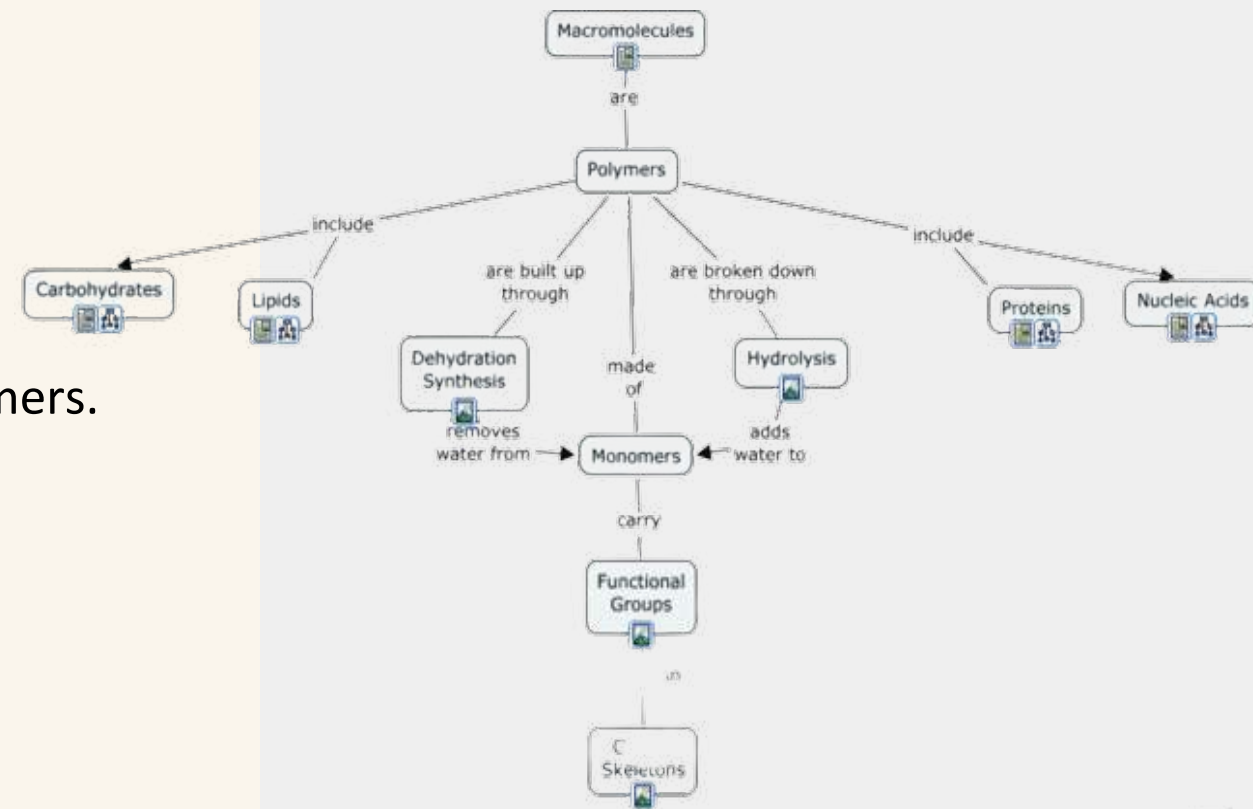 Macromolecules
are
Polymers
include
include
are built up
through
are broken down
through
Carbohydrates
Lipids
Proteins
Nucleic Acids
Dehydration
Synthesis
made
of
Hydrolysis
mers.
removes
water from
adds
water to
Monomers
carry
Functional
Groups
C
Skeletons